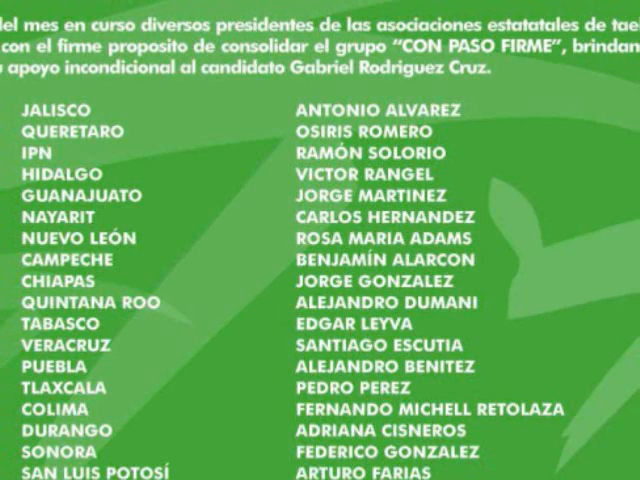 del mes en curso diversos presidentes de las asociaciones estatatales de
con el firme proposito de consolidar el grupo “CON PASO FIRME”,
apoyo incondicional al candidato Gabriel Rodriguez Cruz.
JALISCO ANTONIO ALVAREZ
QUERETARO OSIRIS ROMERO
IPN RAMÓN SOLORIO
HIDALGO VICTOR RANGEL
GUANAJUATO JORGE MARTINEZ
NAYARIT CARLOS HERNANDEZ
NUEVO LEÓN ROSA MARIA ADAMS
CAMPECHE BENJAMÍN ALARCON
CHIAPAS JORGE GONZALEZ
QUINTANA ROO ALEJANDRO DUMANI
TABASCO EDGAR LEYVA
VERACRUZ SANTIAGO ESCUTIA
PUEBLA ALEJANDRO BENITEZ
TLAXCALA PEDRO PEREZ
COLIMA FERNANDO MICHELL RETOLAZA
DURANGO ADRIANA CISNEROS
SONORA FEDERICO GONZALEZ
SAN LUIS POTOSÍ ARTURO FARIAS